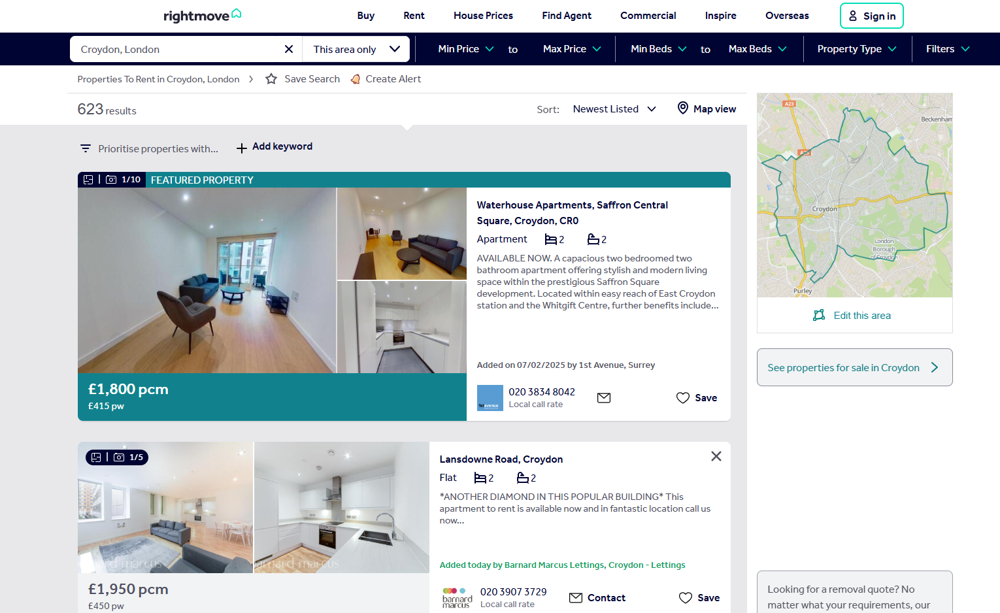 rightmove
Buy
Rent
House Prices
Find Agent
Commercial
Inspire
Overseas
Sign in
Croydon, London
This area only
Min Price
to
Max Price
Min Beds
to
Max Beds
Property Type
Filters
Properties To Rent in Croydon, London
Save Search
Create Alert
623 results
Sort:
Newest Listed
Map view
Prioritise properties with...
Add keyword
1/10
FEATURED PROPERTY
Waterhouse Apartments, Saffron Central
Square, Croydon, CR0
Apartment
2
2
AVAILABLE NOW. A capacious two bedroomed two
bathroom apartment offering stylish and modern living
space within the prestigious Saffron Square
development. Located within easy reach of East Croydon
station and the Whitgift Centre, further benefits include...
Added on 07/02/2025 by 1st Avenue, Surrey
£1,800 pcm
£415 pw
1st avenue
020 3834 8042
Local call rate
Save
1/5
Lansdowne Road, Croydon
Flat
2
2
*ANOTHER DIAMOND IN THIS POPULAR BUILDING* This
apartment to rent is available now and in fantastic location call us
now...
Added today by Barnard Marcus Lettings, Croydon - Lettings
£1,950 pcm
£450 pw
barnard
marcus
020 3907 3729
Local call rate
Contact
Save
A23
Beckenham
Croydon
London
Borough
of Croydon
Purley
Edit this area
See properties for sale in Croydon
Looking for a removal quote? No
matter what your requirements, our